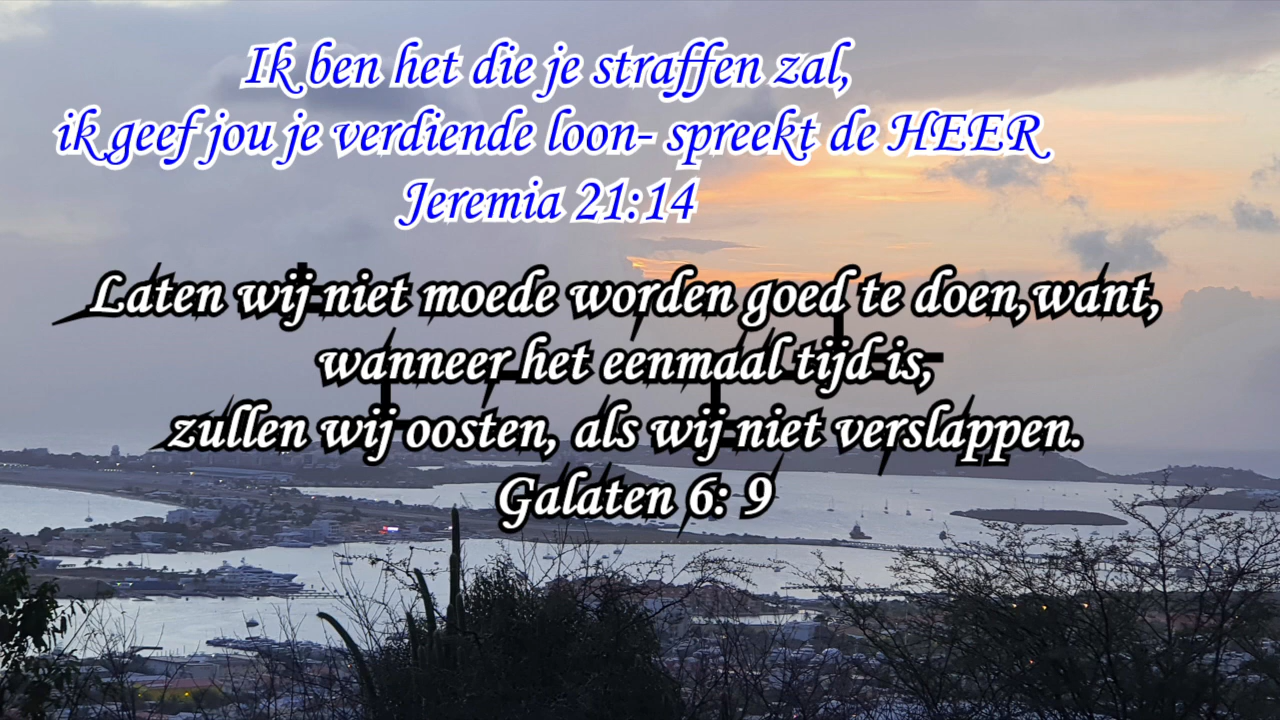 Ik ben het die je straffen zal,
ik geef jou je verdiende loon- spreekt de HEER
Jeremia 21:14
Laten wij niet moede worden goed te doen,want,
wanneer het eenmaal tijd is,
zullen wij oosten, als wij niet verslappen.
Galaten 6: 9